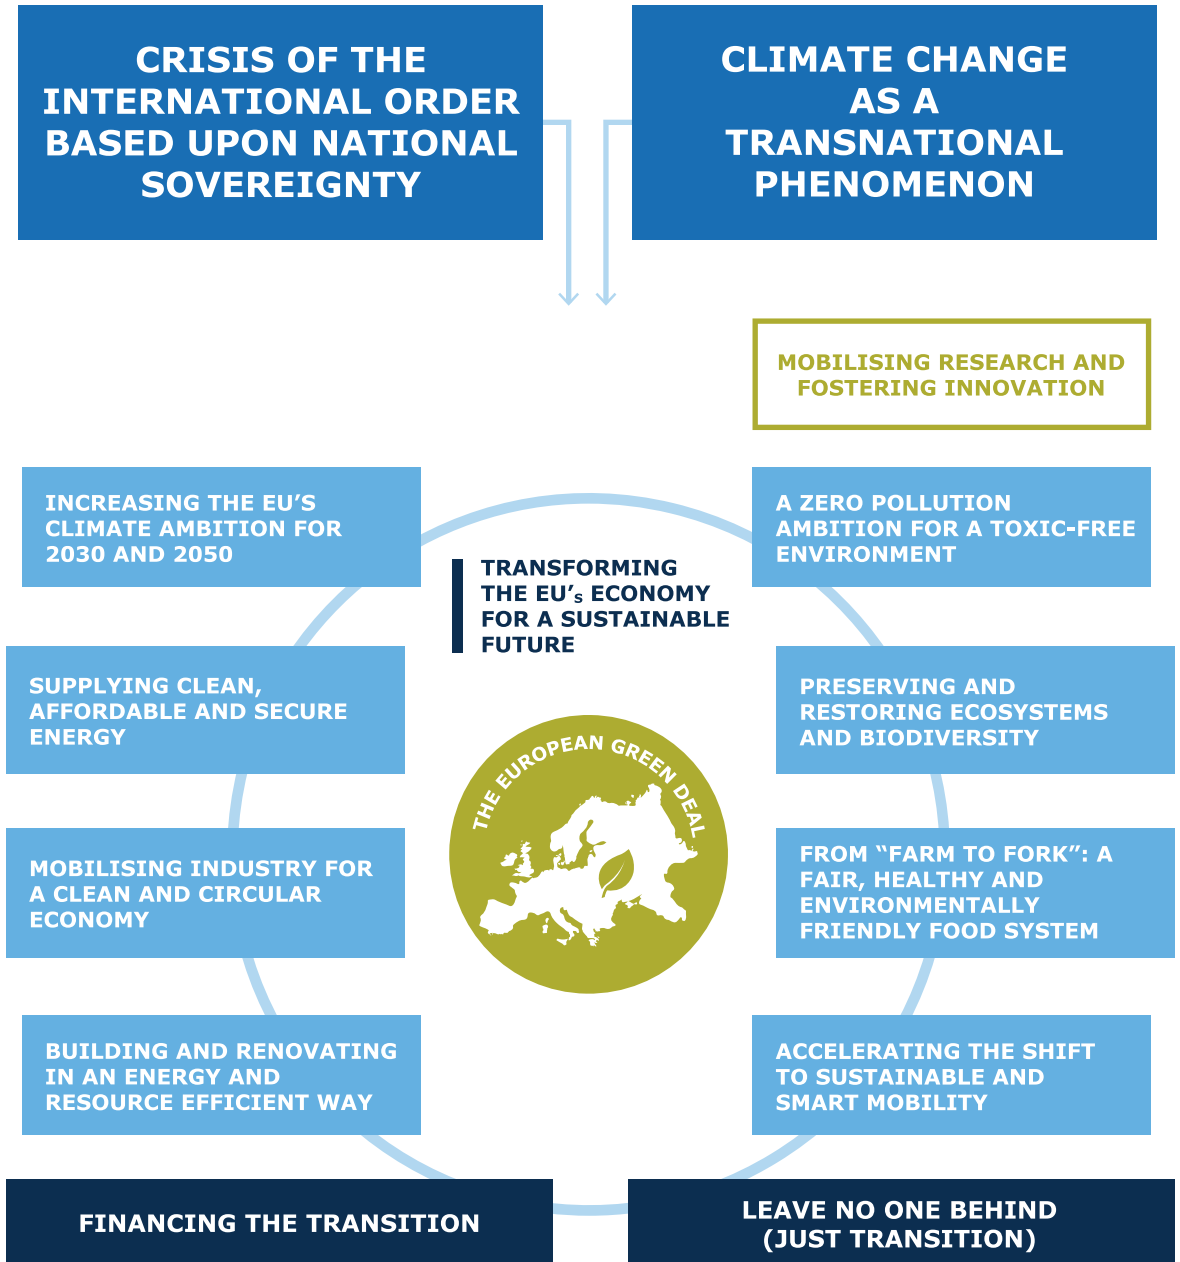 CRISIS OF THE
INTERNATIONAL ORDER
BASED UPON NATIONAL
SOVEREIGNTY
CLIMATE CHANGE
AS A
TRANSNATIONAL
PHENOMENON
MOBILISING RESEARCH AND
FOSTERING INNOVATION
INCREASING THE EU’S
CLIMATE AMBITION FOR
2030 AND 2050
A ZERO POLLUTION
AMBITION FOR A TOXIC-FREE
ENVIRONMENT
TRANSFORMING
THE EU’s ECONOMY
FOR A SUSTAINABLE
FUTURE
SUPPLYING CLEAN,
AFFORDABLE AND SECURE
ENERGY
PRESERVING AND
RESTORING ECOSYSTEMS
AND BIODIVERSITY
THE EUROPEAN GREEN DEAL
MOBILISING INDUSTRY FOR
A CLEAN AND CIRCULAR
ECONOMY
FROM “FARM TO FORK”: A
FAIR, HEALTHY AND
ENVIRONMENTALLY
FRIENDLY FOOD SYSTEM
BUILDING AND RENOVATING
IN AN ENERGY AND
RESOURCE EFFICIENT WAY
ACCELERATING THE SHIFT
TO SUSTAINABLE AND
SMART MOBILITY
FINANCING THE TRANSITION
LEAVE NO ONE BEHIND
(JUST TRANSITION)